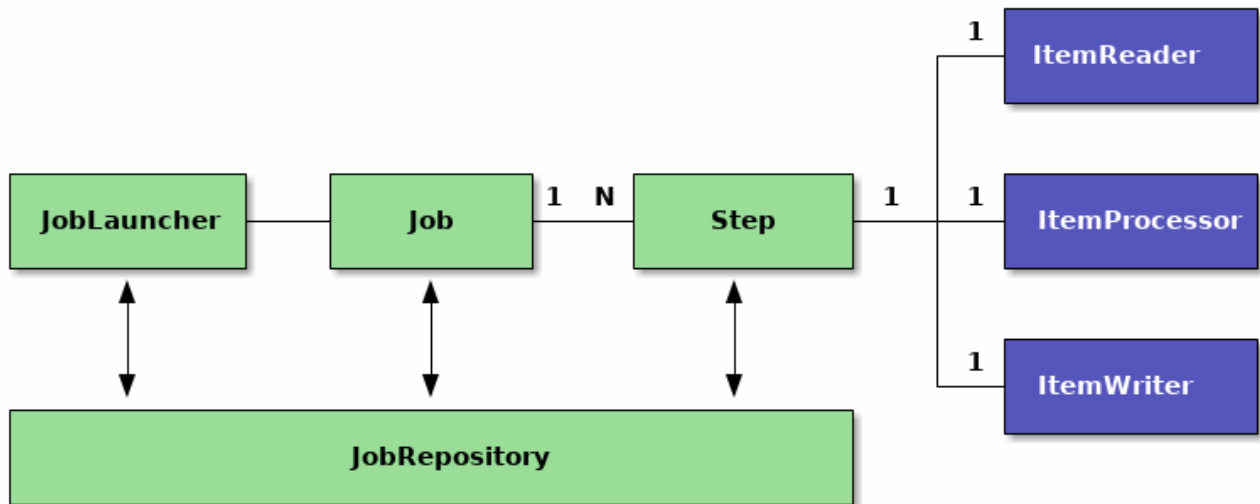 1
ItemReader
JobLauncher
Job
1 N
Step
1
1
ItemProcessor
1
ItemWriter
JobRepository